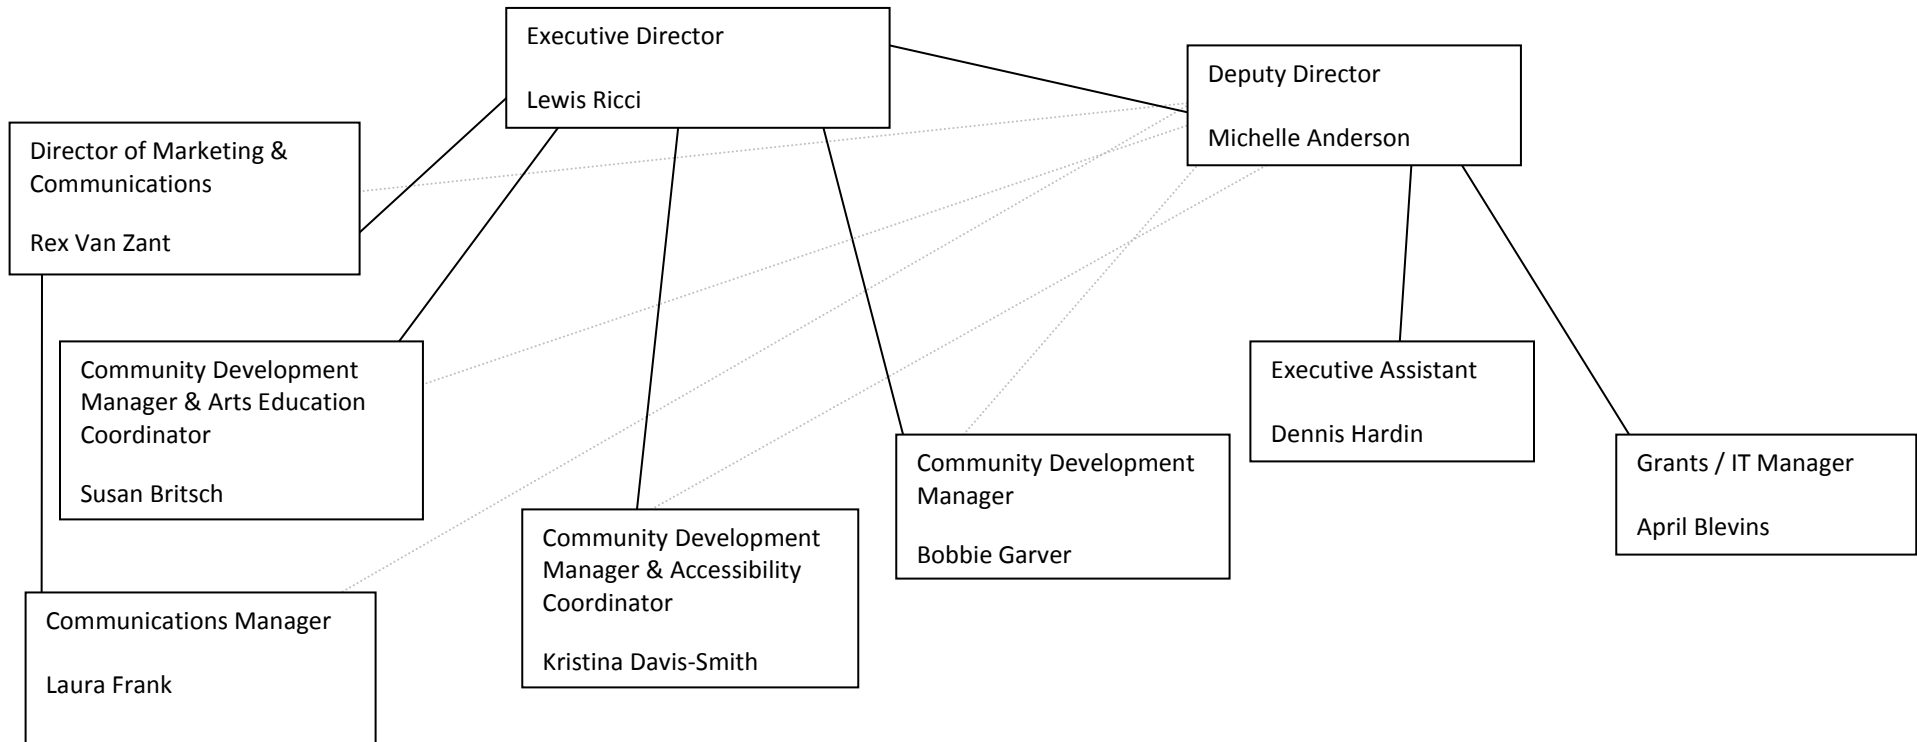 Executive Director
Lewis Ricci
Deputy Director
Michelle Anderson
Director of Marketing &
Communications
Rex Van Zant
Community Development
Manager & Arts Education
Coordinator
Susan Britsch
Executive Assistant
Dennis Hardin
Community Development
Manager
Bobbie Garver
Grants / IT Manager
April Blevins
Community Development
Manager & Accessibility
Coordinator
Kristina Davis-Smith
Communications Manager
Laura Frank